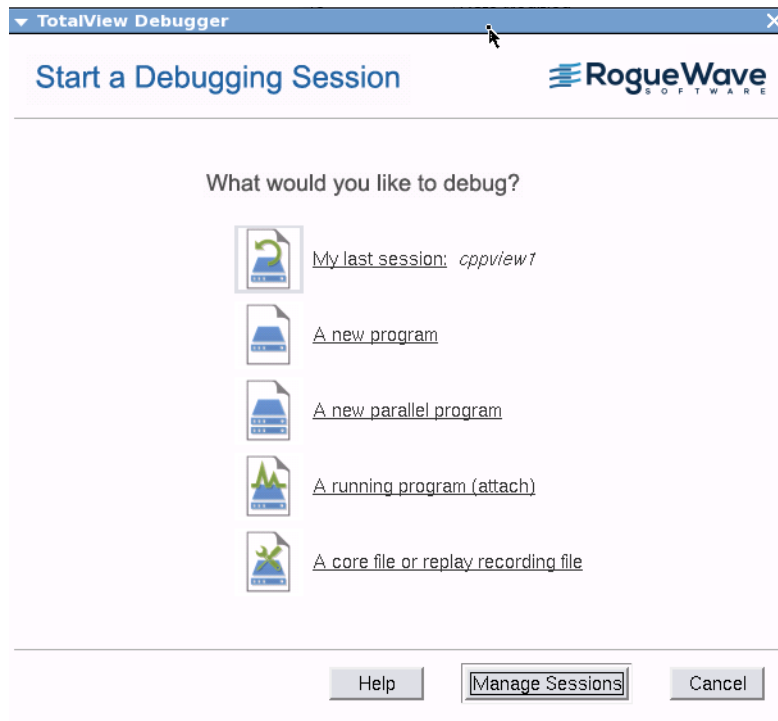 TotalView Debugger
Start a Debugging Session
RogueWave
SOFTWARE
What would you like to debug?
My last session: cppview1
A new program
A new parallel program
A running program (attach)
A core file or replay recording file
Help
Manage Sessions
Cancel